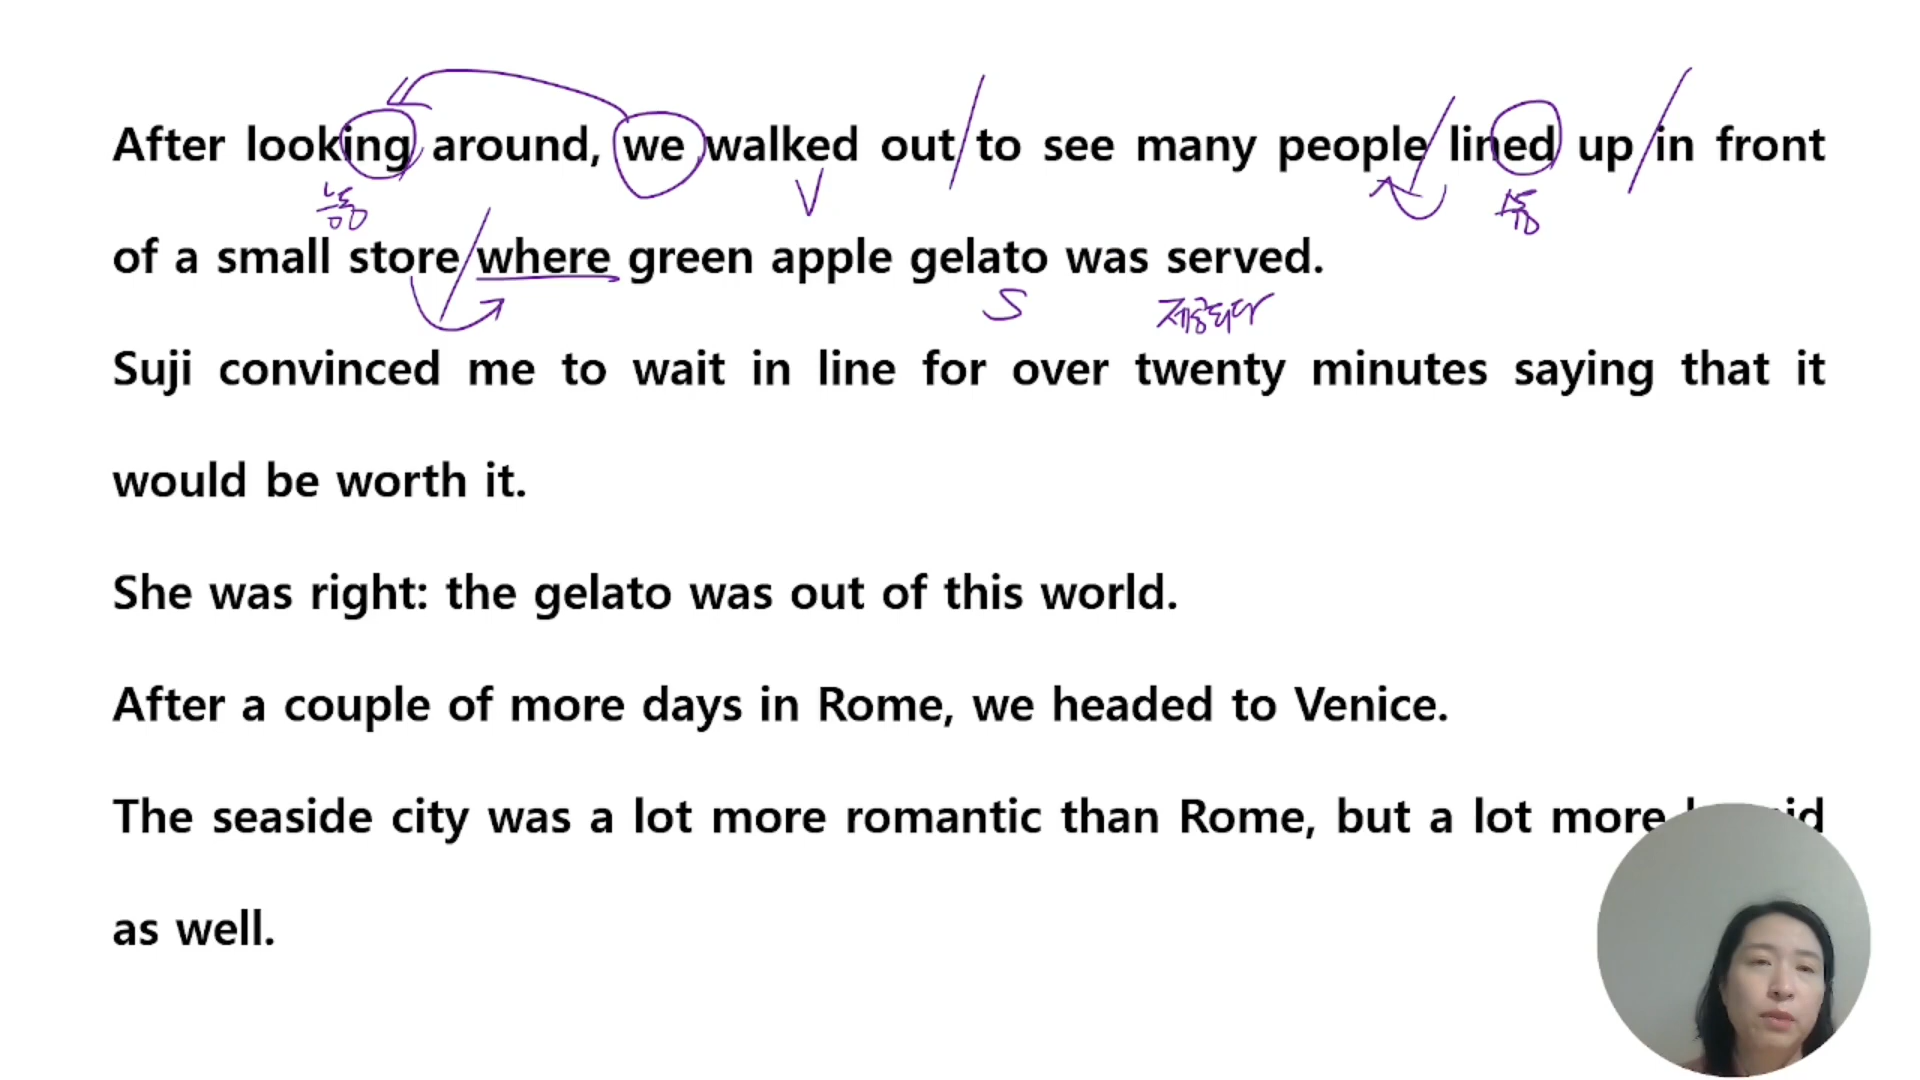 After looking around, we walked out to see many people lined up in front
능동 V 수동
of a small store where green apple gelato was served.
S 제공되다
Suji convinced me to wait in line for over twenty minutes saying that it
would be worth it.
She was right: the gelato was out of this world.
After a couple of more days in Rome, we headed to Venice.
The seaside city was a lot more romantic than Rome, but a lot more
as well.